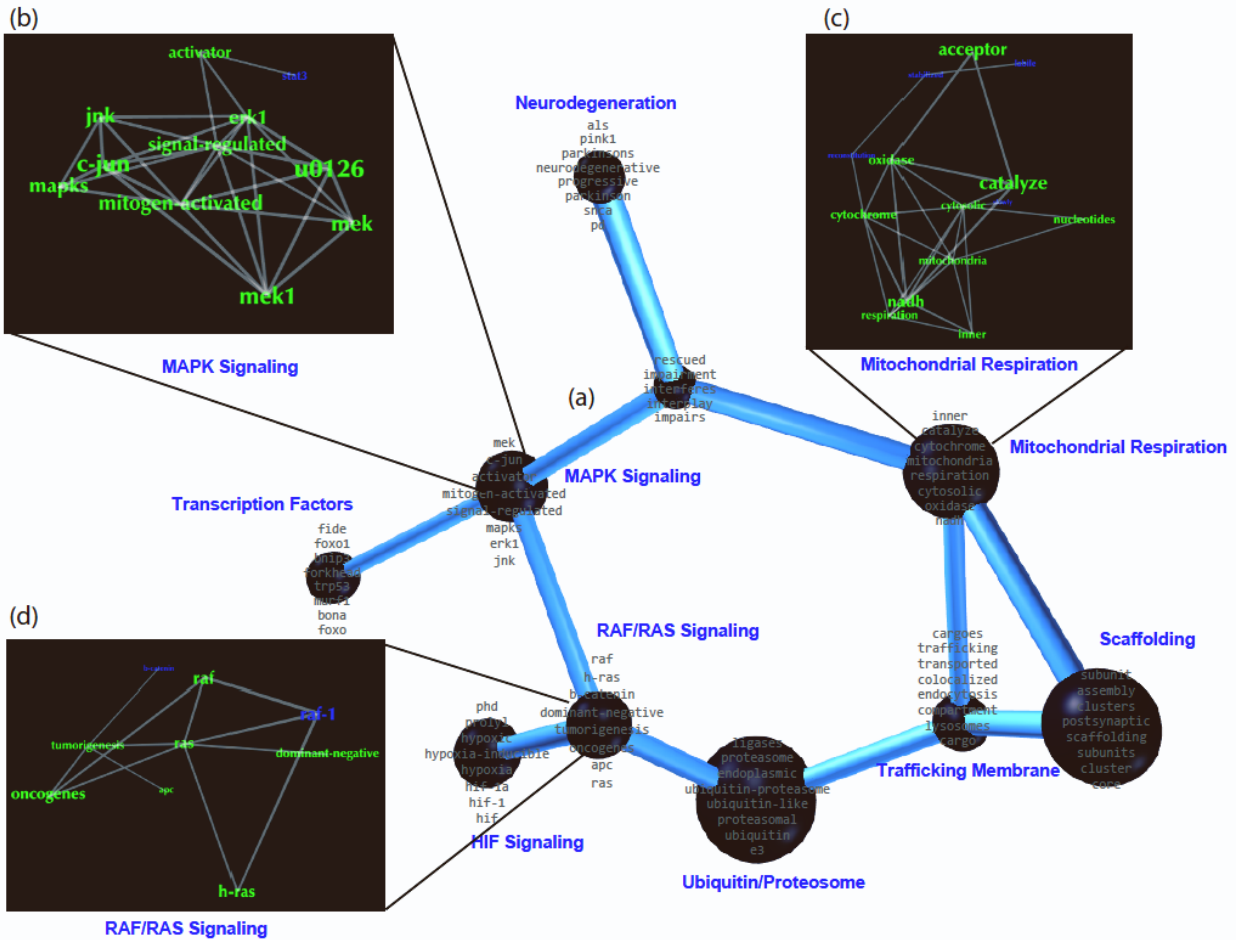 (b)
activator
stat3
jnk
erk1
signal-regulated
c-jun
u0126
mapks
mitogen-activated
mek
mek1
MAPK Signaling
(c)
acceptor
stabilized
labile
oxidase
catalyze
cytosolic
cytochrome
nucleotides
mitochondria
nadh
respiration
inner
Mitochondrial Respiration
Neurodegeneration
als
pink1
parkinsons
neurodegenerative
progressive
parkinson
snca
pd
(a)
rescued
impairment
interferes
interplay
impairs
inner
catalyze
cytochrome
mitochondria
respiration
cytosolic
oxidase
nadh
Mitochondrial Respiration
mek
c-jun
activator
mitogen-activated
signal-regulated
mapks
erk1
jnk
MAPK Signaling
Transcription Factors
fide
foxo1
bnip3
forkhead
trp53
murf1
bona
foxo
(d)
b-catenin
raf
raf-1
tumorigenesis
ras
dominant-negative
oncogenes
apc
h-ras
RAF/RAS Signaling
RAF/RAS Signaling
raf
h-ras
b-catenin
dominant-negative
tumorigenesis
oncogenes
apc
ras
phd
prolyl
hypoxic
hypoxia-inducible
hypoxia
hif-1a
hif-1
hif
HIF Signaling
ligases
proteasome
endoplasmic
ubiquitin-proteasome
ubiquitin-like
proteasomal
ubiquitin
e3
Ubiquitin/Proteosome
cargoes
trafficking
transported
colocalized
endocytosis
compartment
lysosomes
cargo
Trafficking Membrane
Scaffolding
subunit
assembly
clusters
postsynaptic
scaffolding
subunits
cluster
core